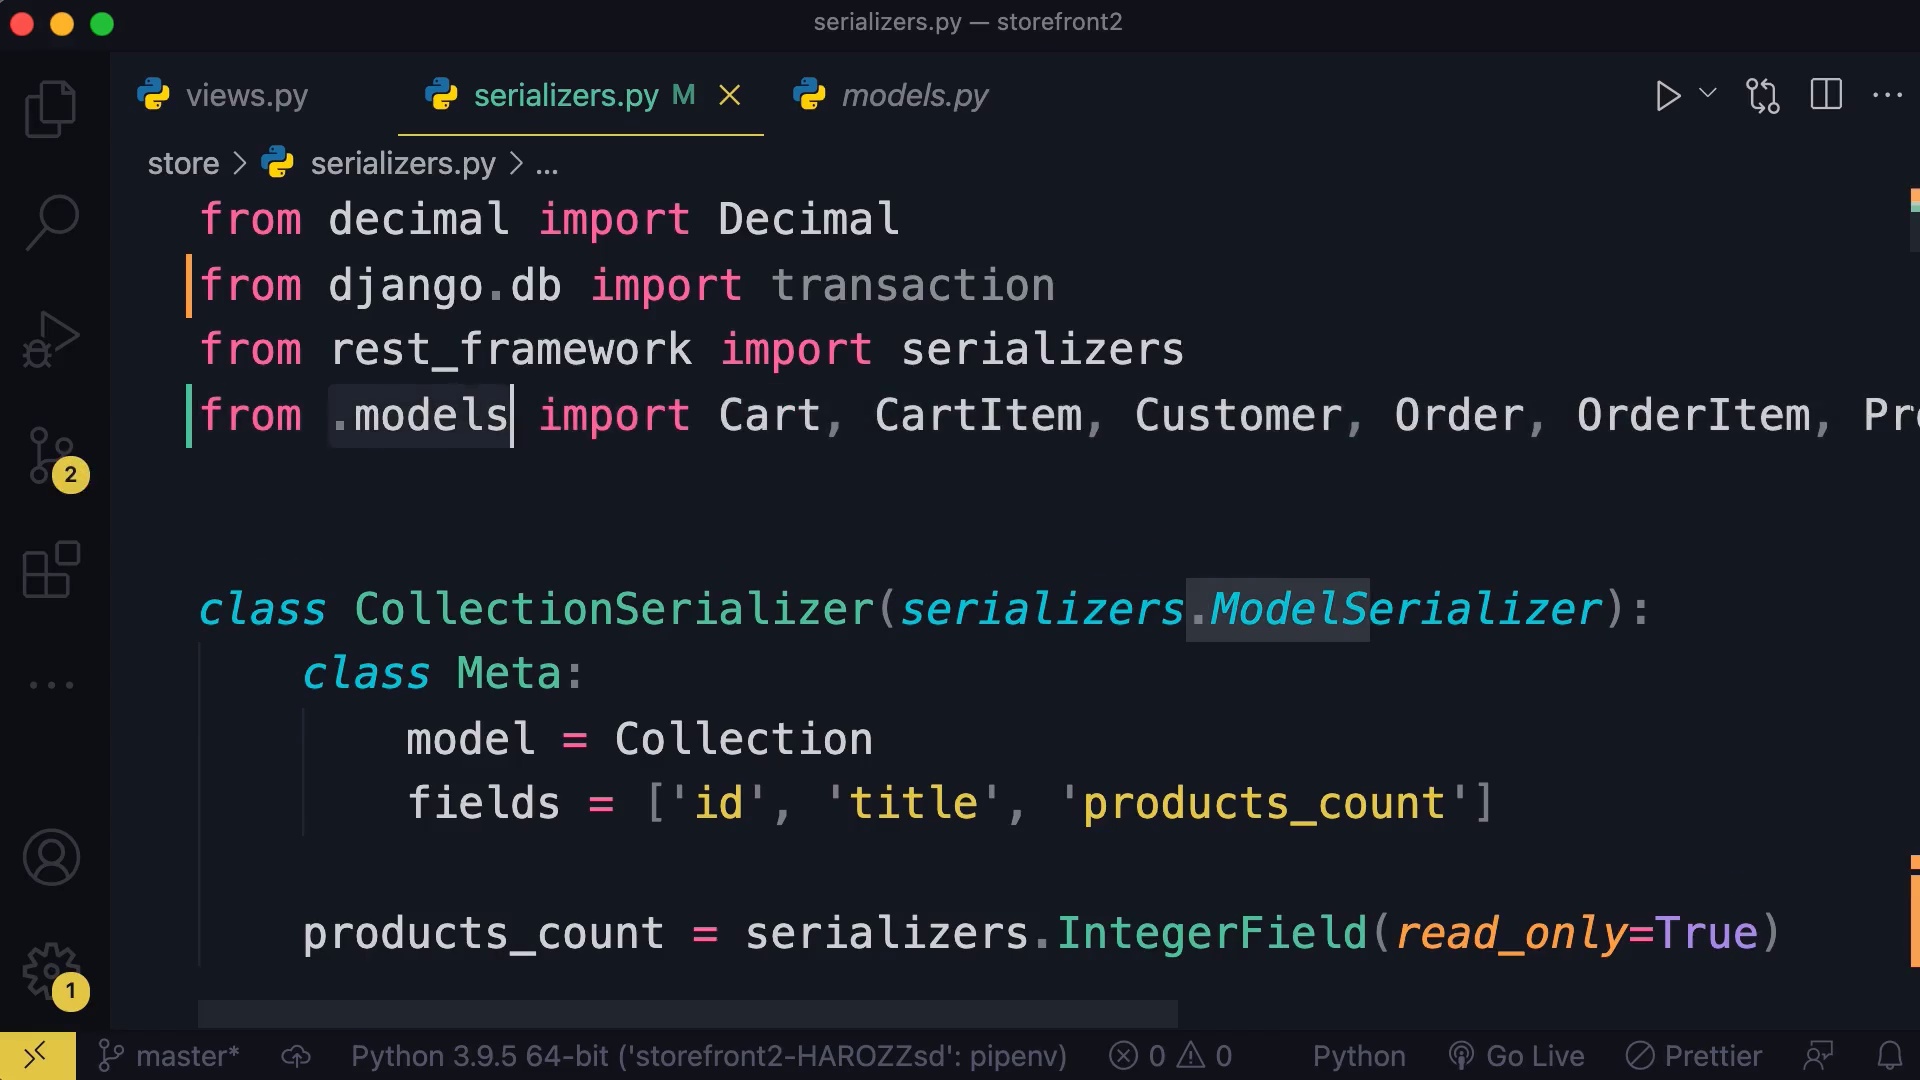 serializers.py — storefront2
views.py serializers.py M models.py
store > serializers.py > ...
from decimal import Decimal
from django.db import transaction
from rest_framework import serializers
from .models import Cart, CartItem, Customer, Order, OrderItem, Pr
class CollectionSerializer(serializers.ModelSerializer):
class Meta:
model = Collection
fields = ['id', 'title', 'products_count']
products_count = serializers.IntegerField(read_only=True)
2
1
master* Python 3.9.5 64-bit ('storefront2-HAROZZsd': pipenv) 0 0 Python Go Live Prettier